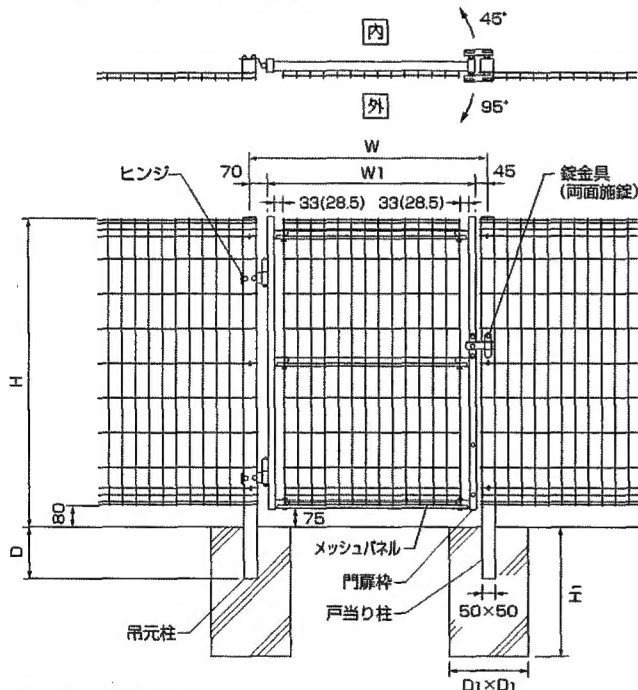 45°
内
外
95°
W
70
W1
45
ヒンジ
錠金具
(両面施錠)
33(28.5)
33(28.5)
H
80
75
D
メッシュパネル
門扉枠
戸当り柱
吊元柱
50×50
H1
D1×D1